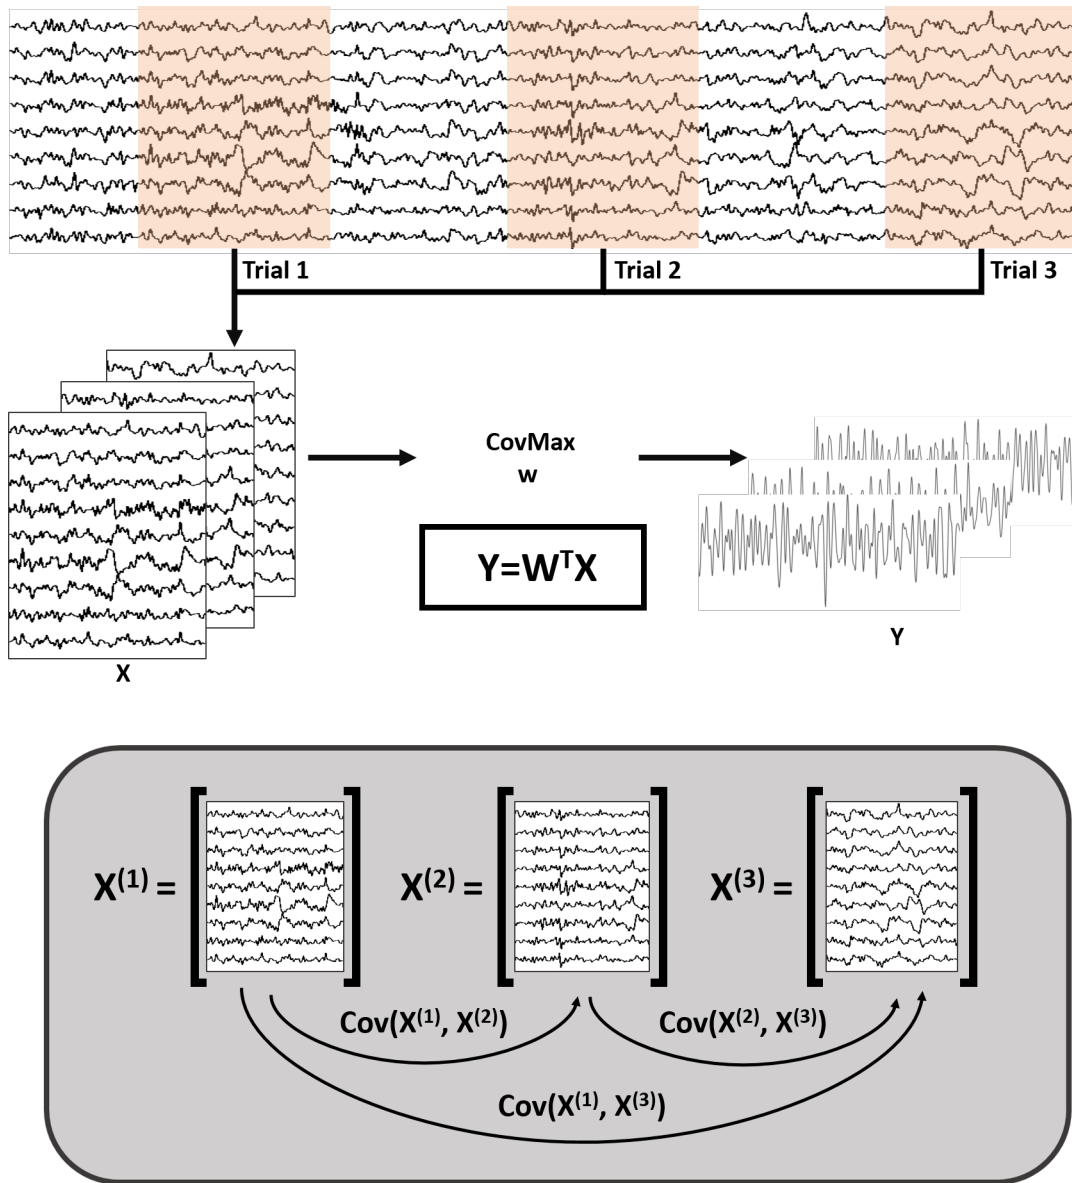 Trial 1
Trial 2
Trial 3
CovMax
w
Y=WᵀX
X
Y
X⁽¹⁾ =
X⁽²⁾ =
X⁽³⁾ =
Cov(X⁽¹⁾, X⁽²⁾)
Cov(X⁽²⁾, X⁽³⁾)
Cov(X⁽¹⁾, X⁽³⁾)